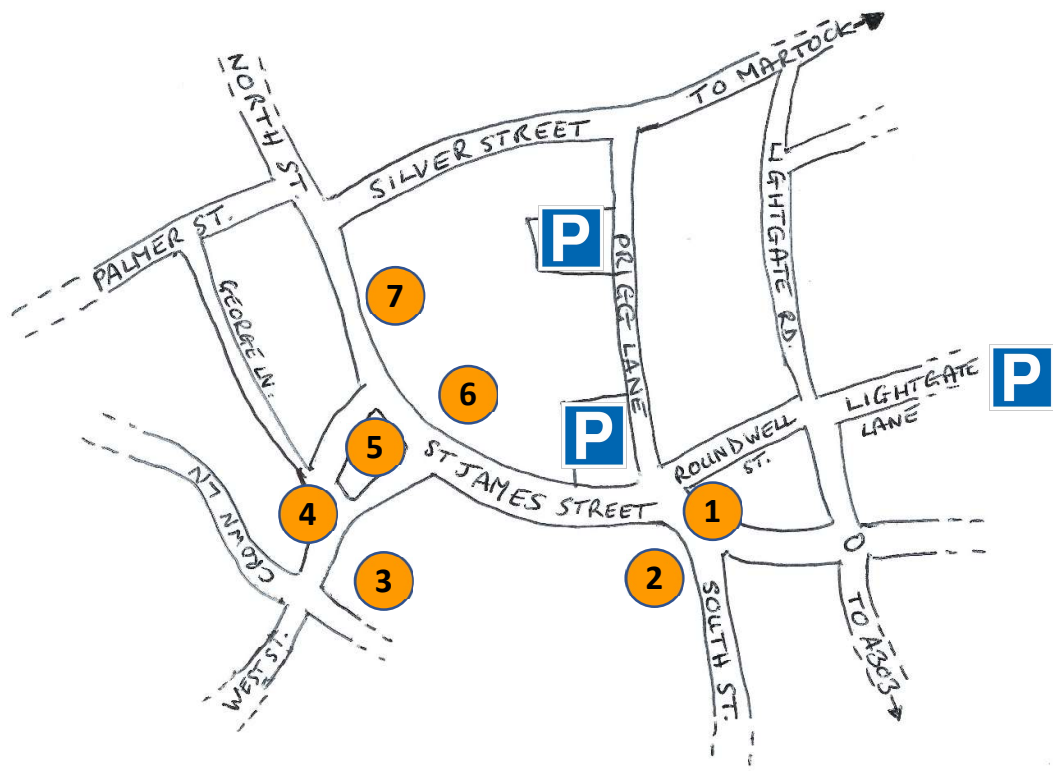 TO MARTOCK
NORTH ST.
SILVER STREET
LIGHTGATE RD.
PALMER ST.
P
PRIGG LANE
GEORGE LN.
7
6
P
LIGHTGATE
LANE
P
5
ST JAMES STREET
ROUNDWELL
ST.
4
1
CROWN LN
3
2
SOUTH ST.
TO A303
WEST ST.